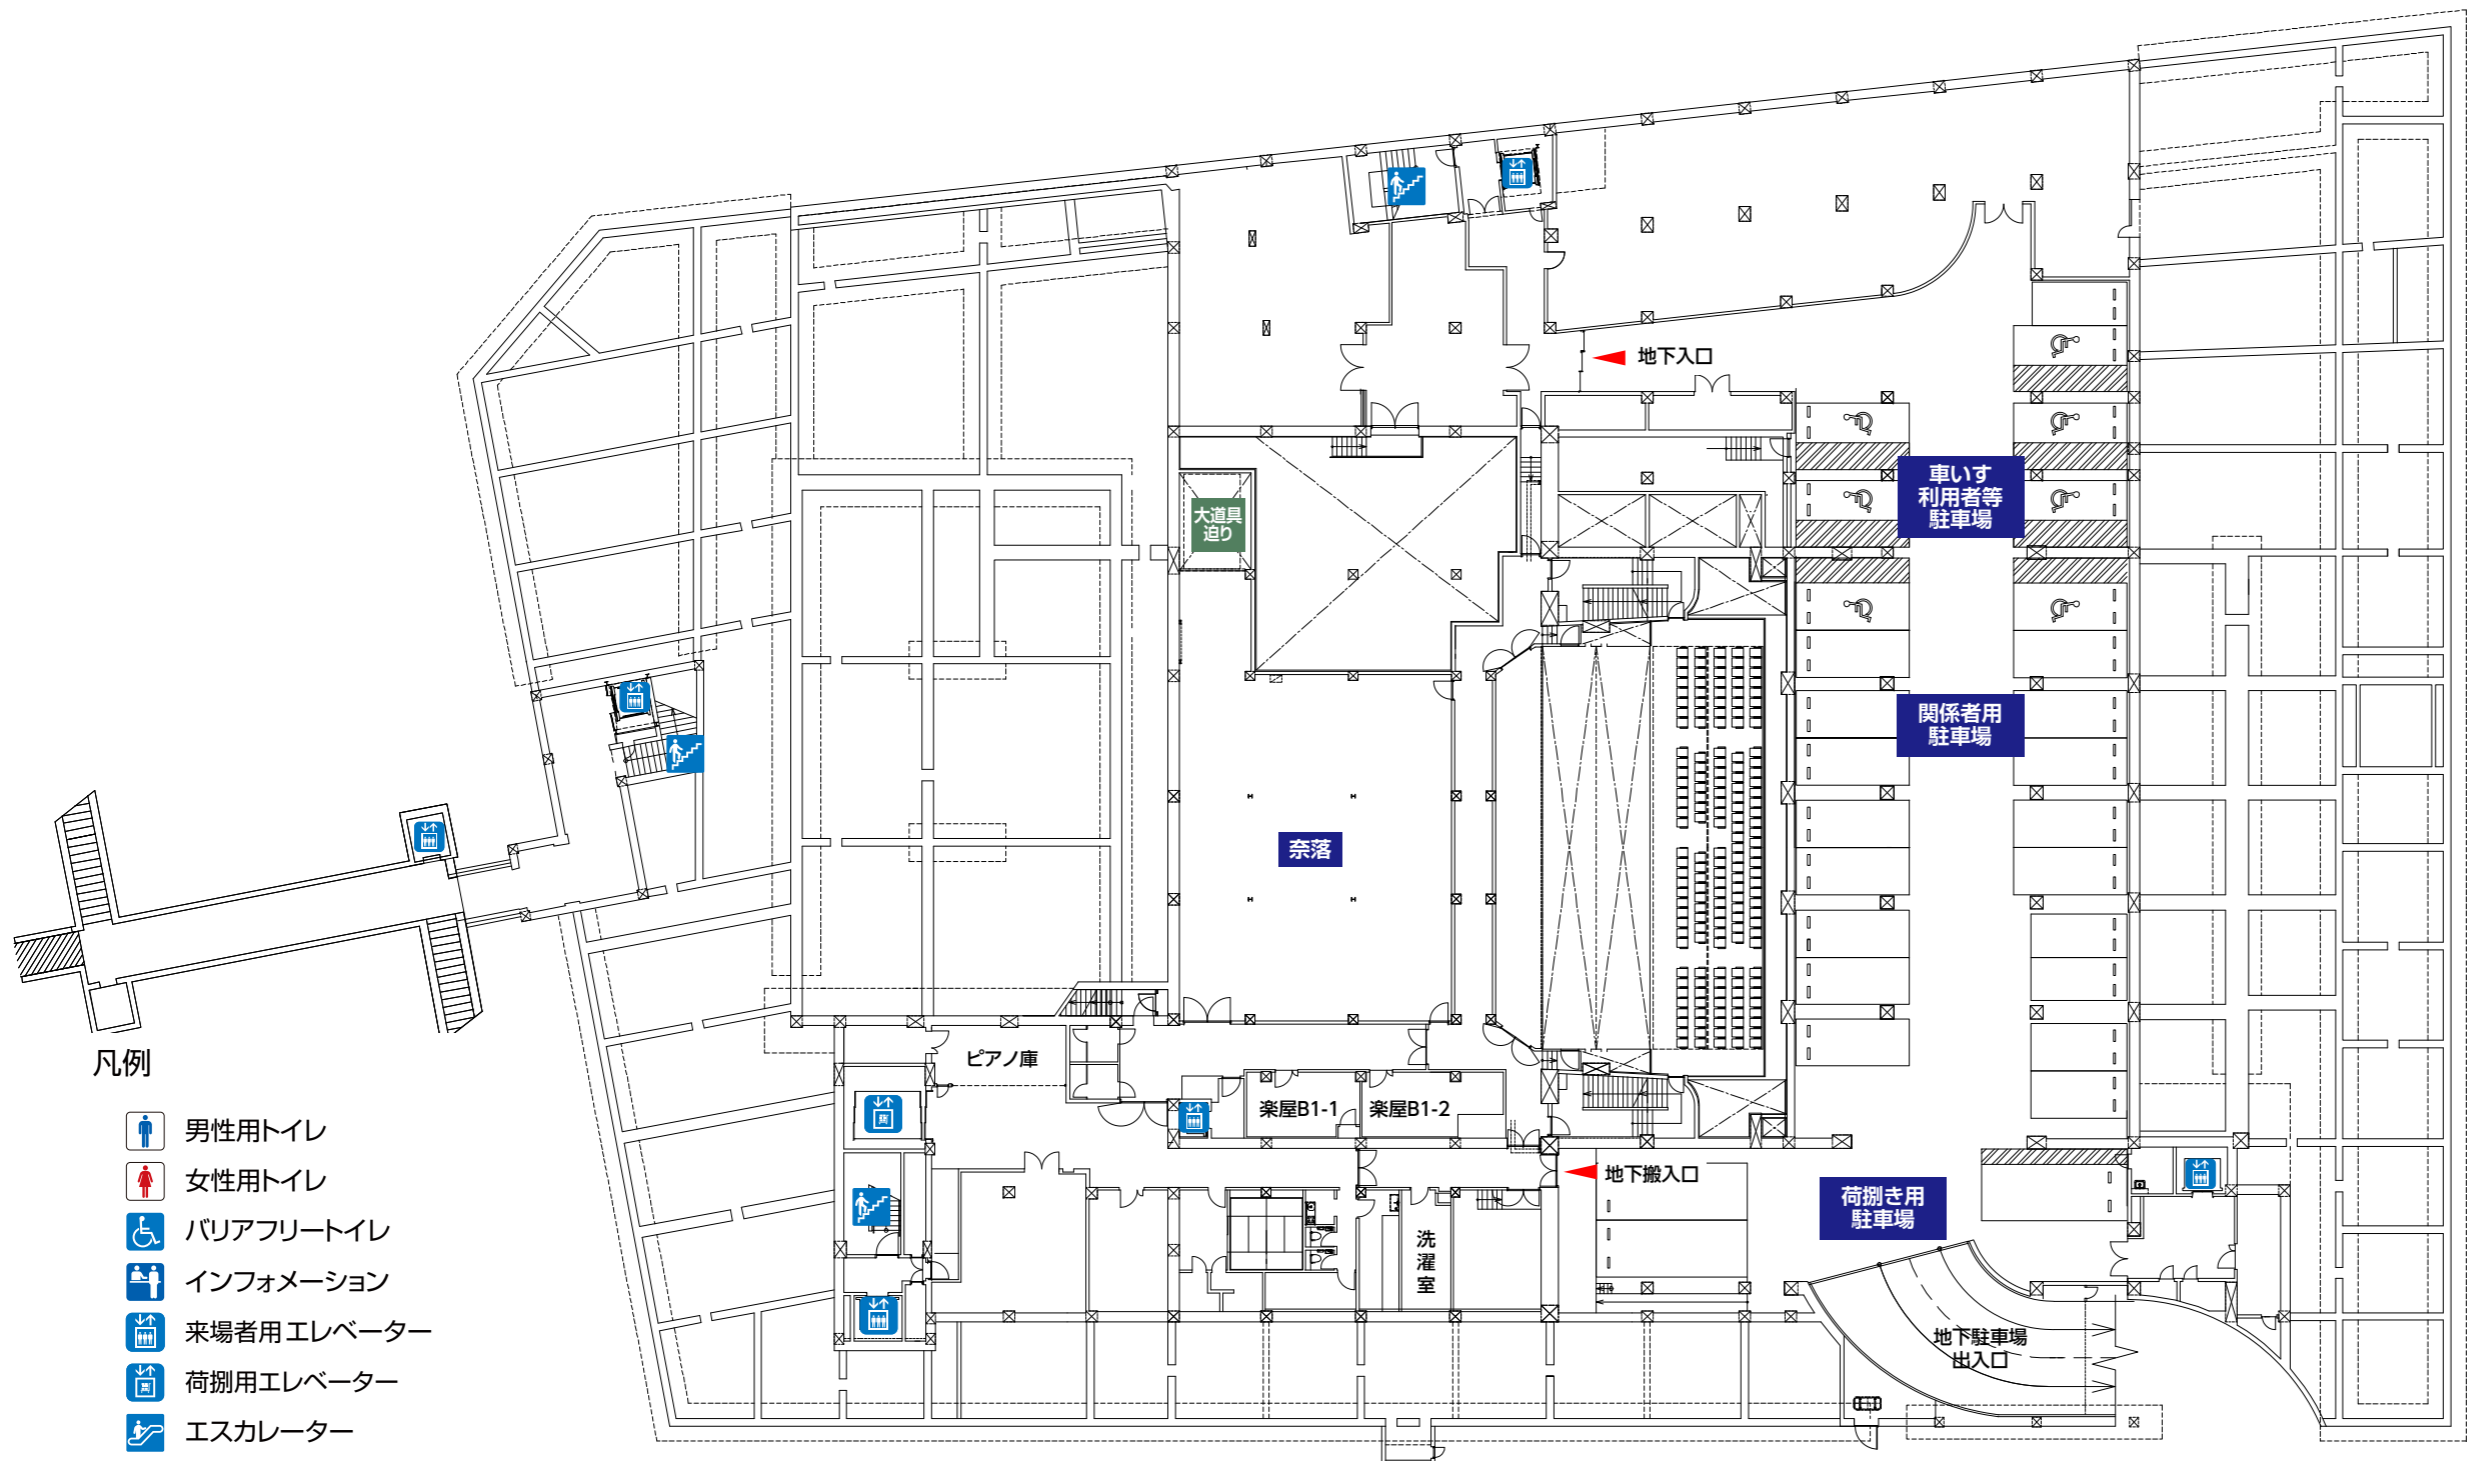 地下入口
車いす
利用者等
駐車場
大道具
迫り
関係者用
駐車場
奈落
ピアノ庫
楽屋B1-1
楽屋B1-2
地下搬入口
荷捌き用
駐車場
洗
濯
室
地下駐車場
出入口
凡例
男性用トイレ
女性用トイレ
バリアフリートイレ
インフォメーション
来場者用エレベーター
荷捌用エレベーター
エスカレーター